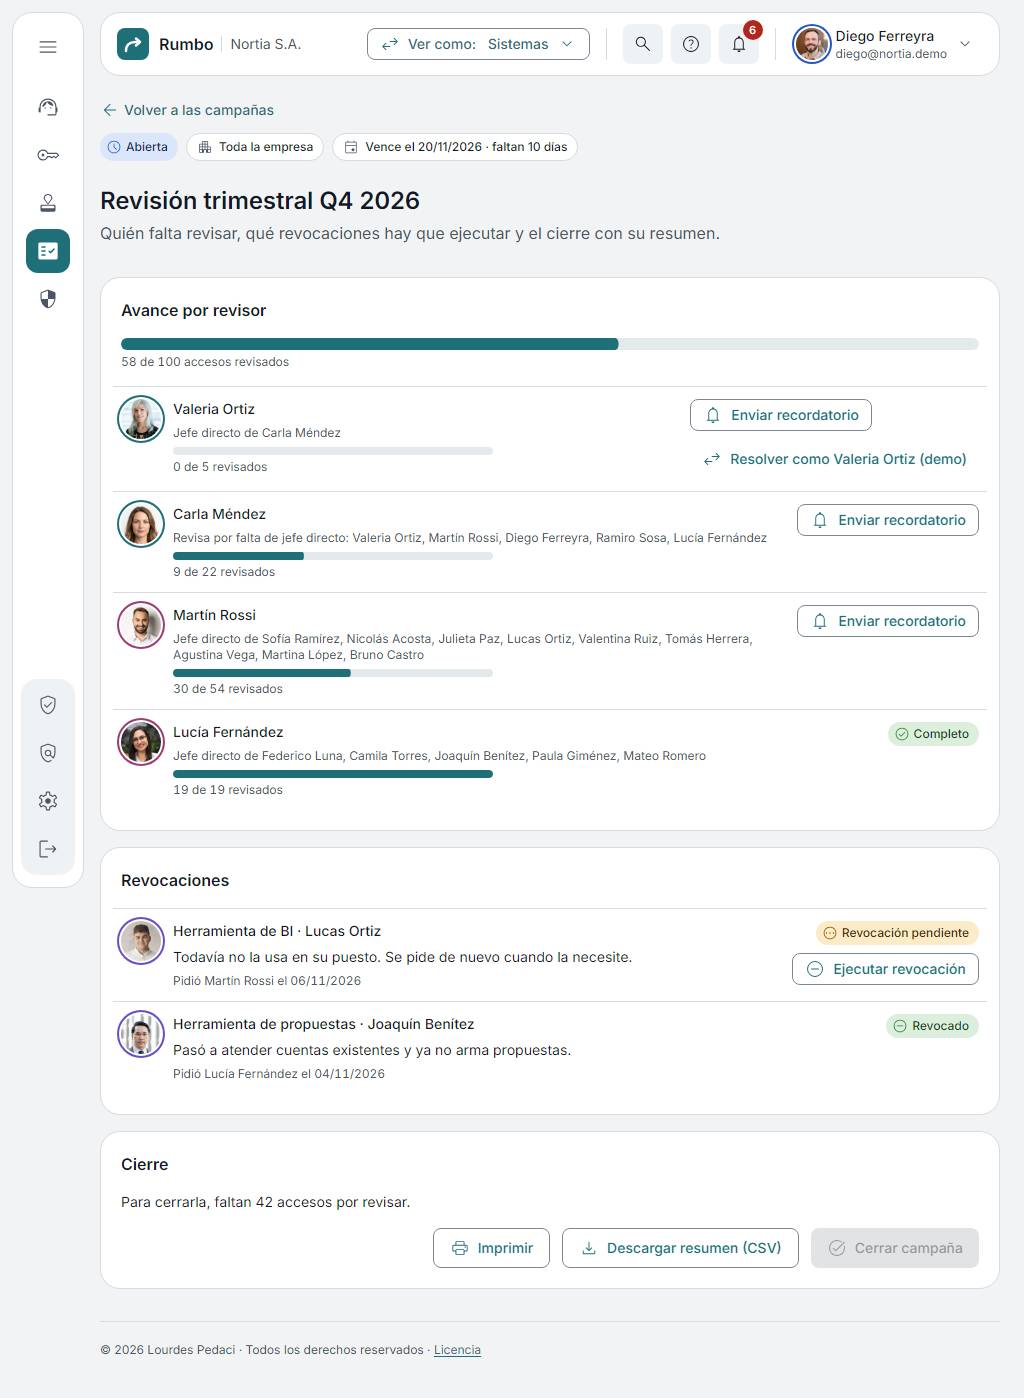 Rumbo
Nortia S.A.
Ver como: Sistemas
6
Diego Ferreyra
diego@nortia.demo
Volver a las campañas
Abierta
Toda la empresa
Vence el 20/11/2026 · faltan 10 días
Revisión trimestral Q4 2026
Quién falta revisar, qué revocaciones hay que ejecutar y el cierre con su resumen.
Avance por revisor
58 de 100 accesos revisados
Valeria Ortiz
Jefe directo de Carla Méndez
0 de 5 revisados
Enviar recordatorio
Resolver como Valeria Ortiz (demo)
Carla Méndez
Revisa por falta de jefe directo: Valeria Ortiz, Martín Rossi, Diego Ferreyra, Ramiro Sosa, Lucía Fernández
9 de 22 revisados
Enviar recordatorio
Martín Rossi
Jefe directo de Sofía Ramírez, Nicolás Acosta, Julieta Paz, Lucas Ortiz, Valentina Ruiz, Tomás Herrera,
Agustina Vega, Martina López, Bruno Castro
30 de 54 revisados
Enviar recordatorio
Lucía Fernández
Jefe directo de Federico Luna, Camila Torres, Joaquín Benítez, Paula Giménez, Mateo Romero
19 de 19 revisados
Completo
Revocaciones
Herramienta de BI · Lucas Ortiz
Todavía no la usa en su puesto. Se pide de nuevo cuando la necesite.
Pidió Martín Rossi el 06/11/2026
Revocación pendiente
Ejecutar revocación
Herramienta de propuestas · Joaquín Benítez
Pasó a atender cuentas existentes y ya no arma propuestas.
Pidió Lucía Fernández el 04/11/2026
Revocado
Cierre
Para cerrarla, faltan 42 accesos por revisar.
Imprimir
Descargar resumen (CSV)
Cerrar campaña
© 2026 Lourdes Pedaci · Todos los derechos reservados · Licencia